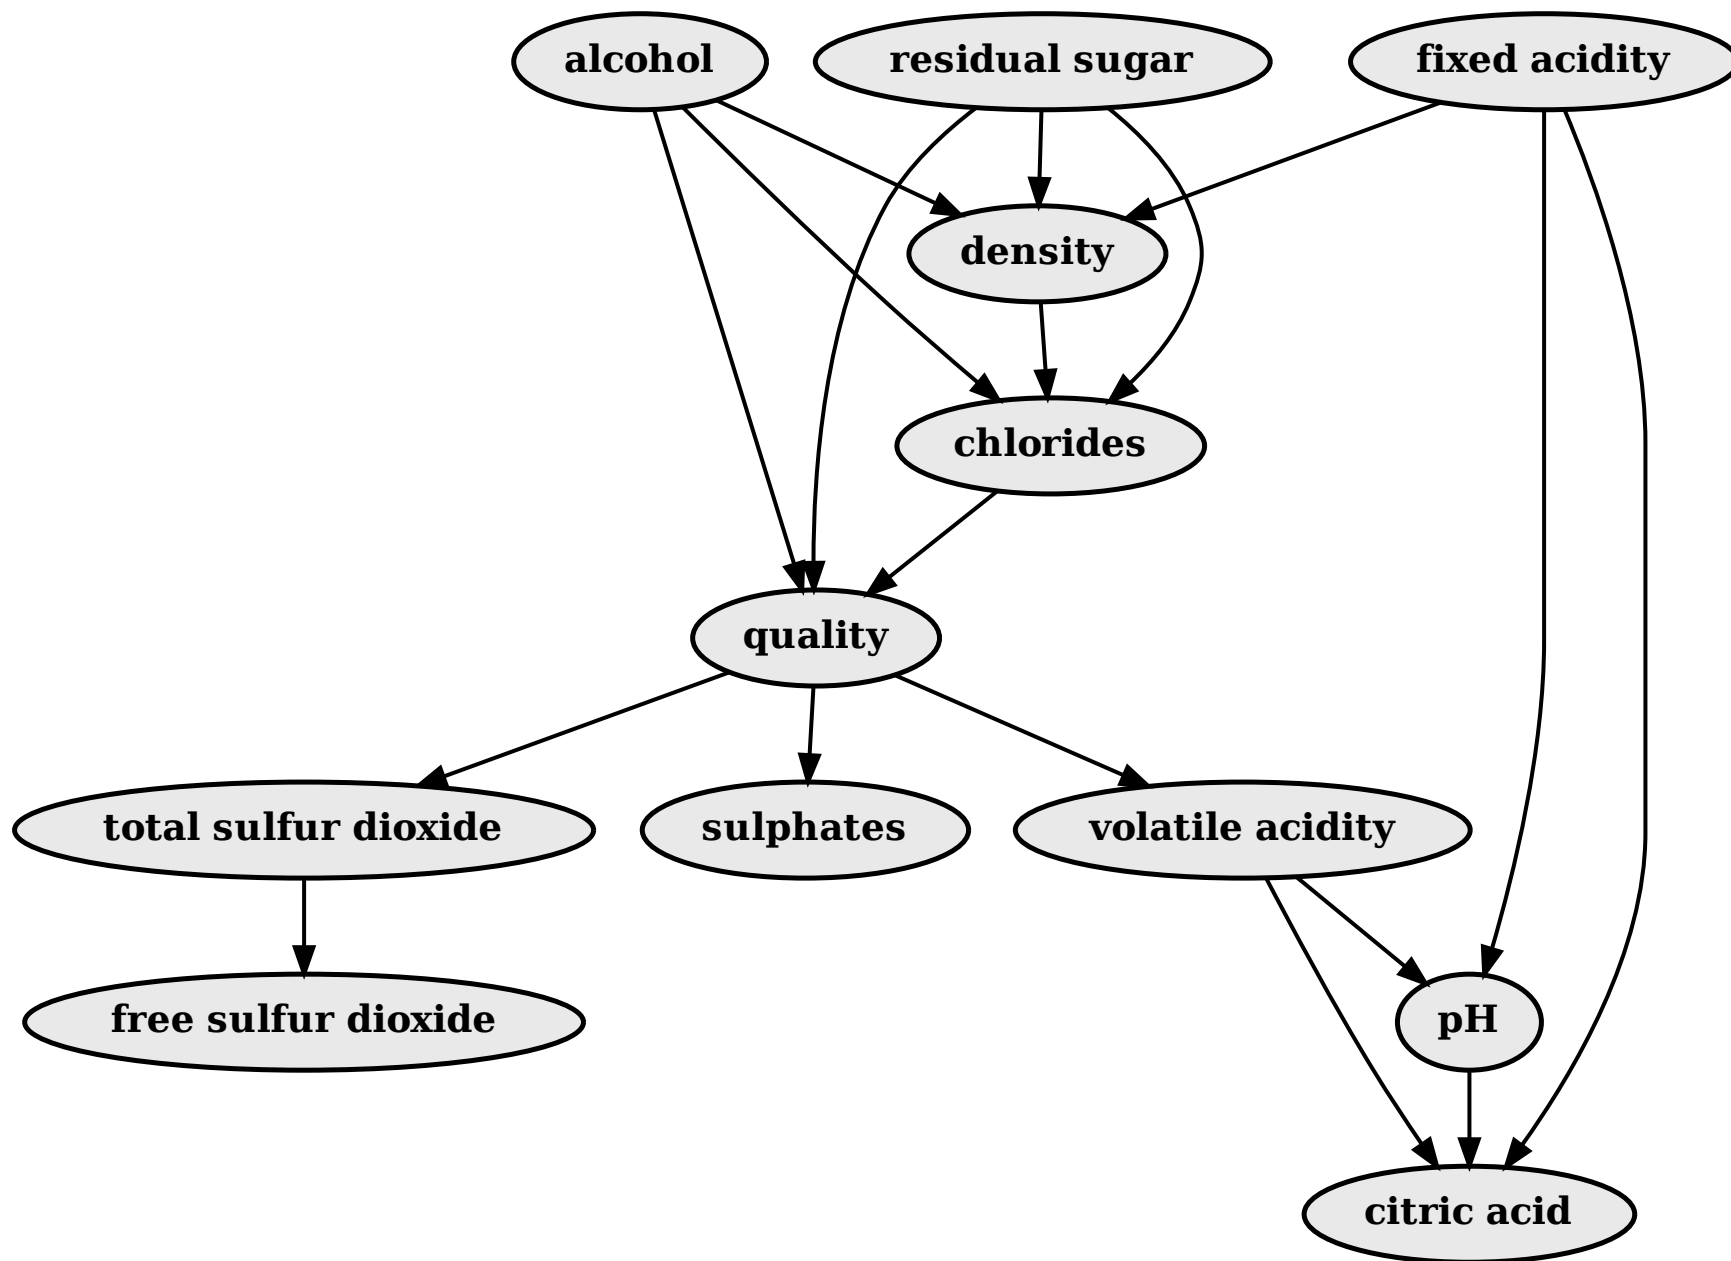 alcohol
residual sugar
fixed acidity
density
chlorides
quality
total sulfur dioxide
sulphates
volatile acidity
free sulfur dioxide
pH
citric acid